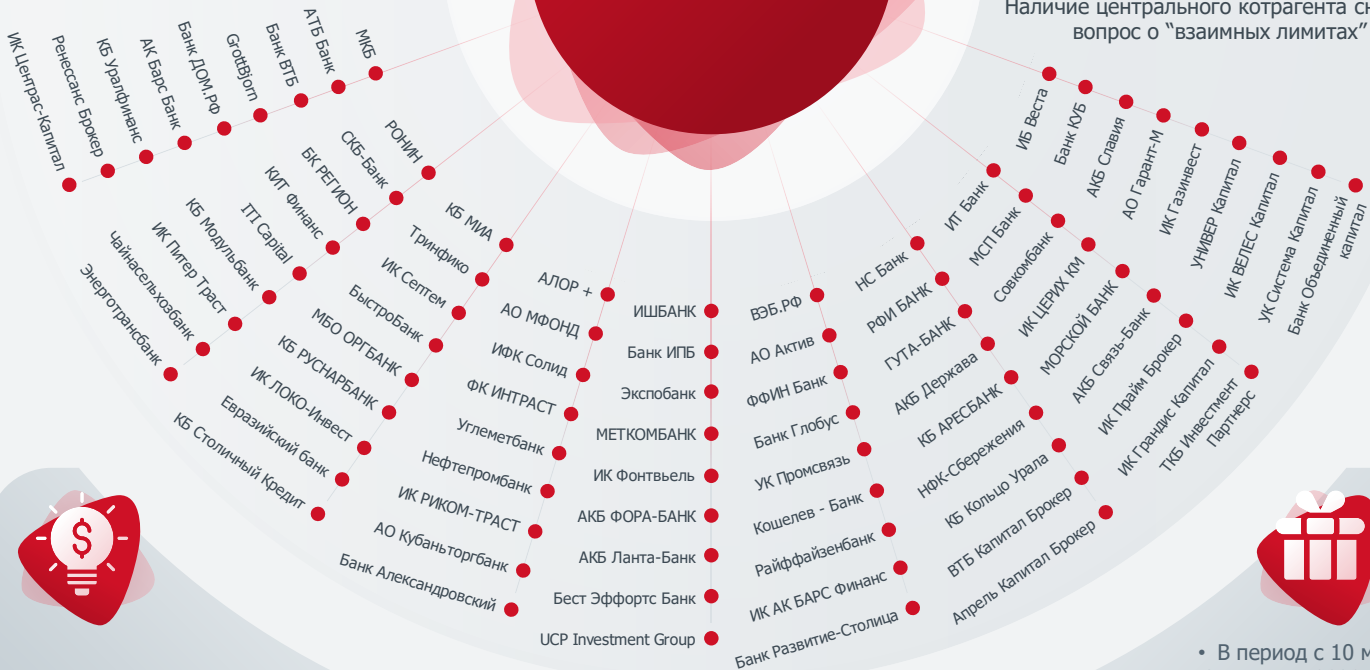 Наличие центрального котрагента
вопрос о “взаимных лимитах”
МКБ
АТБ Банк
Банк ВТБ
GrottBjorn
Банк ДОМ.РФ
АК Барс Банк
КБ Уралфинанс
Ренессанс Брокер
ИК Центрас-Капитал
РОНИН
СКБ-Банк
БК РЕГИОН
КИТ Финанс
ITI Capital
КБ Модульбанк
ИК Питер Траст
Чайнасельхозбанк
Энерготрансбанк
КБ МИА
Тринфико
ИК Септем
БыстроБанк
МБО ОРГБАНК
КБ РУСНАРБАНК
ИК ЛОКО-Инвест
Евразийский банк
КБ Столичный Кредит
АЛОР +
АО МФОНД
ИФК Солид
ФК ИНТРАСТ
Углеметбанк
Нефтепромбанк
ИК РИКОМ-ТРАСТ
АО Кубаньторгбанк
Банк Александровский
ИШБАНК
Банк ИПБ
Экспобанк
МЕТКОМБАНК
ИК Фонтвьель
АКБ ФОРА-БАНК
АКБ Ланта-Банк
Бест Эффортс Банк
UCP Investment Group
ВЭБ.РФ
АО Актив
ФФИН Банк
Банк Глобус
УК Промсвязь
Кошелев - Банк
Райффайзенбанк
ИК АК БАРС Финанс
Банк Развитие-Столица
НС Банк
РФИ БАНК
ГУТА-БАНК
АКБ Держава
КБ АРЕСБАНК
НФК-Сбережения
КБ Кольцо Урала
ВТБ Капитал Брокер
Апрель Капитал Брокер
ИТ Банк
МСП Банк
Совкомбанк
ИК ЦЕРИХ КМ
МОРСКОЙ БАНК
АКБ Связь-Банк
ИК Прайм Брокер
ИК Грандис Капитал
ТКБ Инвестмент
Партнерс
ИБ Веста
Банк КУБ
АКБ Славия
АО Гарант-М
ИК Газинвест
УНИВЕР Капитал
ИК ВЕЛЕС Капитал
УК Система Капитал
Банк Объединенный
капитал
• В период с 10